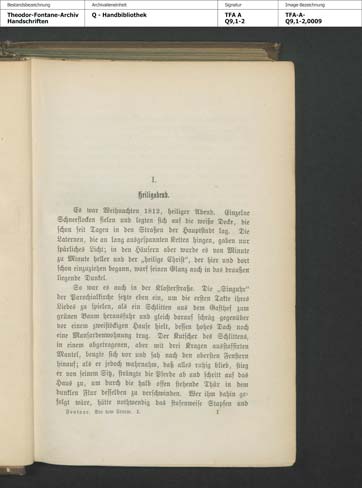 Bestandsbezeichnung Archivalieneinheit Signatur Image-Bezeichnung
Theodor-Fontane-Archiv Q - Handbibliothek TFA A TFA-A-
Handschriften Q9,1-2 Q9,1-2,0009
I.
Heiligabend.
Es war Weihnachten 1812, heiliger Abend. Einzelne
Schneeflocken fielen und legten sich auf die weiße Decke, die
schon seit Tagen in den Straßen der Hauptstadt lag. Die
Laternen, die an lang ausgespannten Ketten hingen, gaben nur
spärliches Licht; in den Häusern aber wurde es von Minute
zu Minute heller und der „heilige Christ“, der hier und dort
schon einzuziehen begann, warf seinen Glanz auch in das draußen
liegende Dunkel.
So war es auch in der Klosterstraße. Die „Singuhr“
der Parochialkirche setzte eben ein, um die ersten Takte ihres
Liedes zu spielen, als ein Schlitten aus dem Gasthof zum
grünen Baum herausfuhr und gleich darauf schräg gegenüber
vor einem zweistöckigen Hause hielt, dessen hohes Dach noch
eine Mansardenwohnung trug. Der Kutscher des Schlittens,
in einem abgetragenen, aber mit drei Kragen ausstaffierten
Mantel, beugte sich vor und sah nach den obersten Fenstern
hinauf; als er jedoch wahrnahm, daß alles ruhig blieb, stieg
er von seinem Sitz, strängte die Pferde ab und schritt auf das
Haus zu, um durch die halb offen stehende Thür in dem
dunklen Flur desselben zu verschwinden. Wer ihm dahin ge-
folgt wäre, hätte nothwendig das stufenweise Stapfen und
Fontane, Vor dem Sturm. I. 1